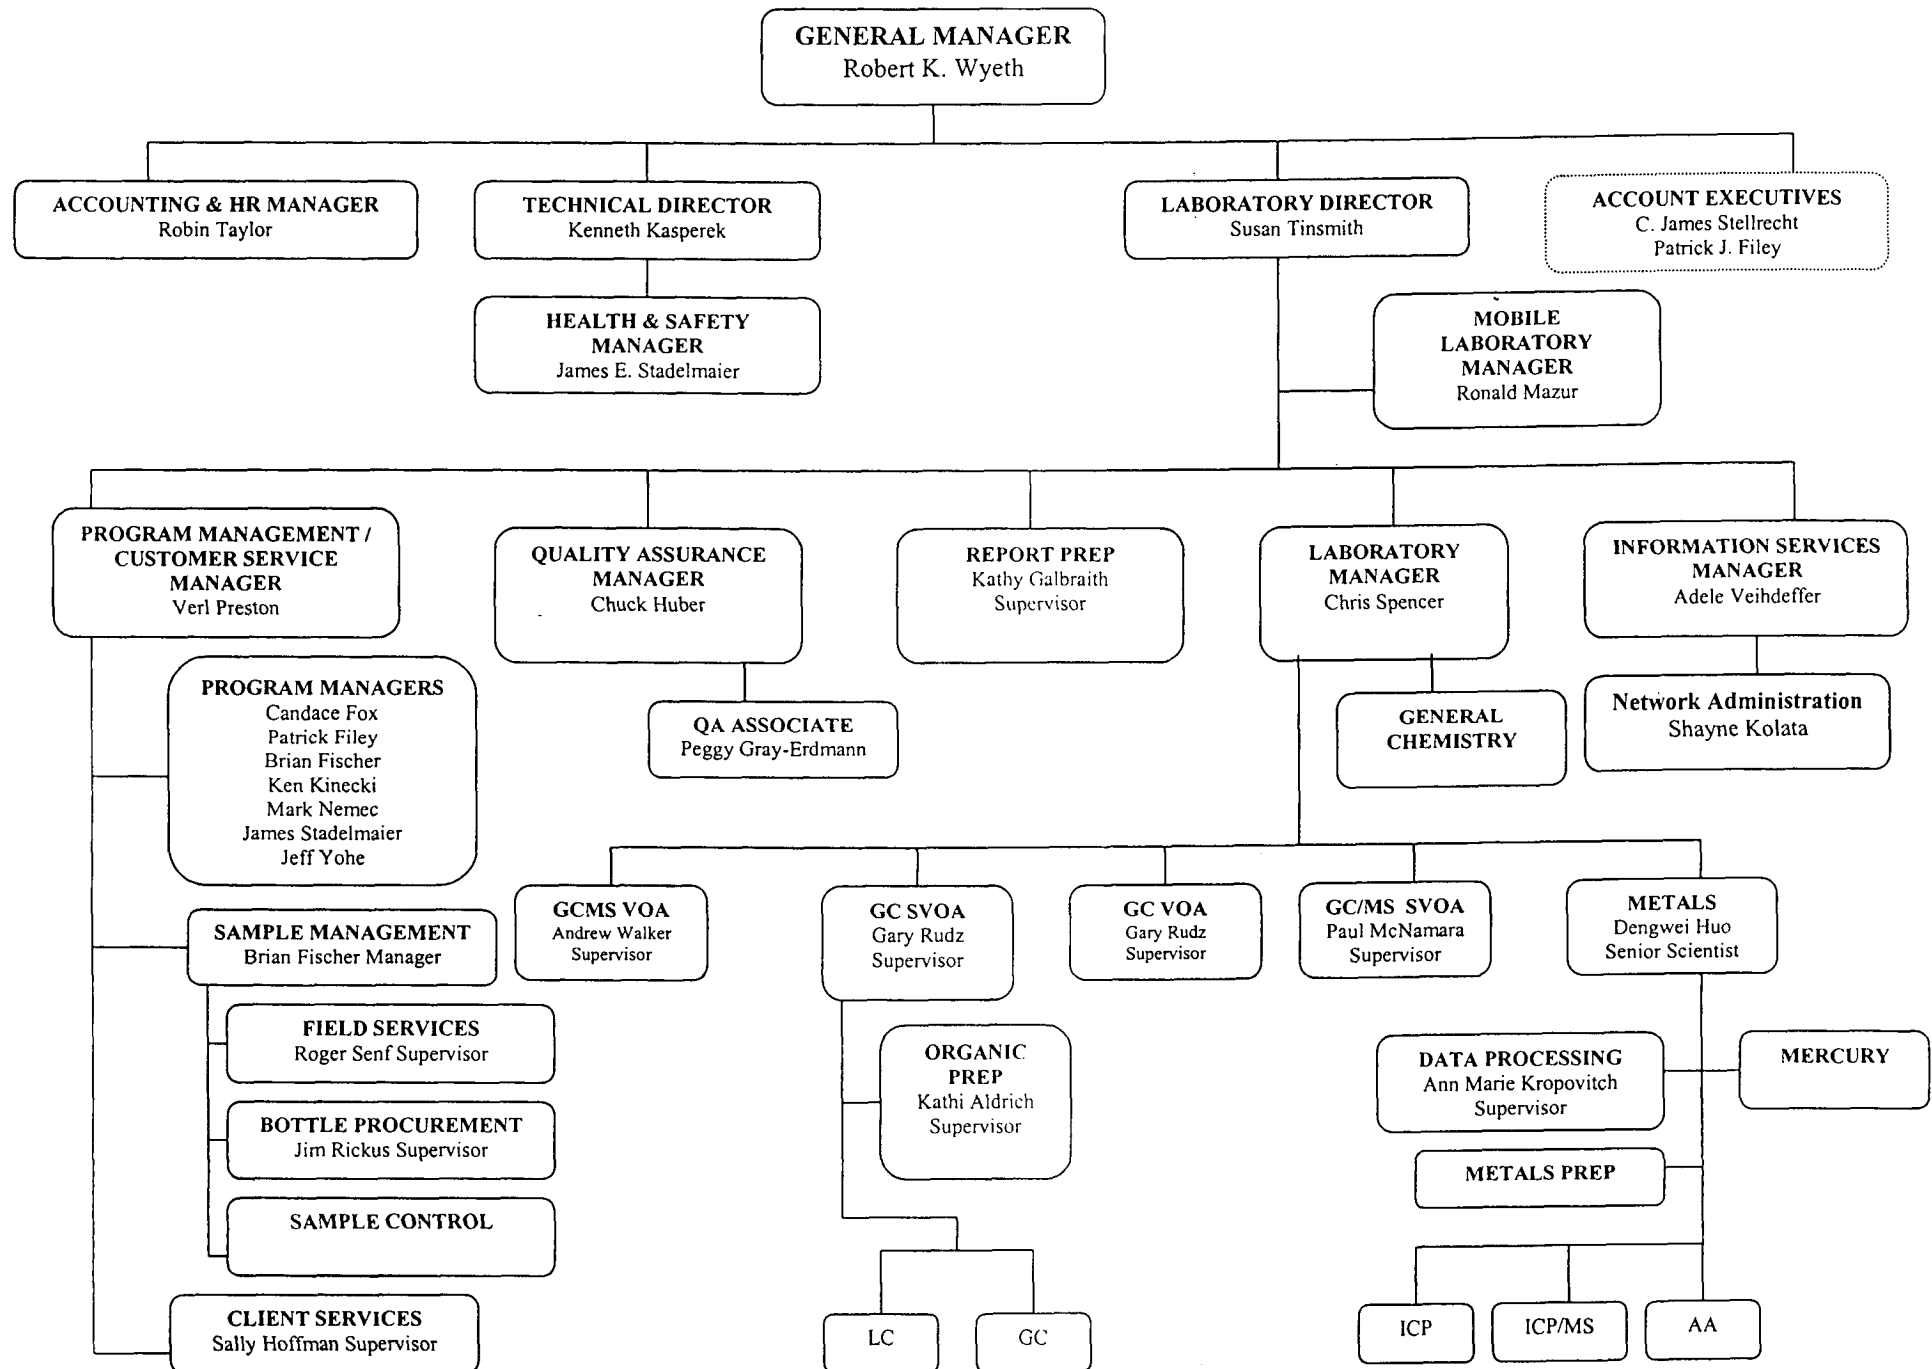 GENERAL MANAGER
Robert K. Wyeth
ACCOUNTING & HR MANAGER
Robin Taylor
TECHNICAL DIRECTOR
Kenneth Kasperek
LABORATORY DIRECTOR
Susan Tinsmith
ACCOUNT EXECUTIVES
C. James Stellrecht
Patrick J. Filey
HEALTH & SAFETY
MANAGER
James E. Stadelmaier
MOBILE
LABORATORY
MANAGER
Ronald Mazur
PROGRAM MANAGEMENT /
CUSTOMER SERVICE
MANAGER
Verl Preston
QUALITY ASSURANCE
MANAGER
Chuck Huber
REPORT PREP
Kathy Galbraith
Supervisor
LABORATORY
MANAGER
Chris Spencer
INFORMATION SERVICES
MANAGER
Adele Veihdeffer
PROGRAM MANAGERS
Candace Fox
Patrick Filey
Brian Fischer
Ken Kinecki
Mark Nemec
James Stadelmaier
Jeff Yohe
QA ASSOCIATE
Peggy Gray-Erdmann
GENERAL
CHEMISTRY
Network Administration
Shayne Kolata
SAMPLE MANAGEMENT
Brian Fischer Manager
GCMS VOA
Andrew Walker
Supervisor
GC SVOA
Gary Rudz
Supervisor
GC VOA
Gary Rudz
Supervisor
GC/MS SVOA
Paul McNamara
Supervisor
METALS
Dengwei Huo
Senior Scientist
FIELD SERVICES
Roger Senf Supervisor
BOTTLE PROCUREMENT
Jim Rickus Supervisor
SAMPLE CONTROL
CLIENT SERVICES
Sally Hoffman Supervisor
ORGANIC
PREP
Kathi Aldrich
Supervisor
DATA PROCESSING
Ann Marie Kropovitch
Supervisor
MERCURY
METALS PREP
LC
GC
ICP
ICP/MS
AA